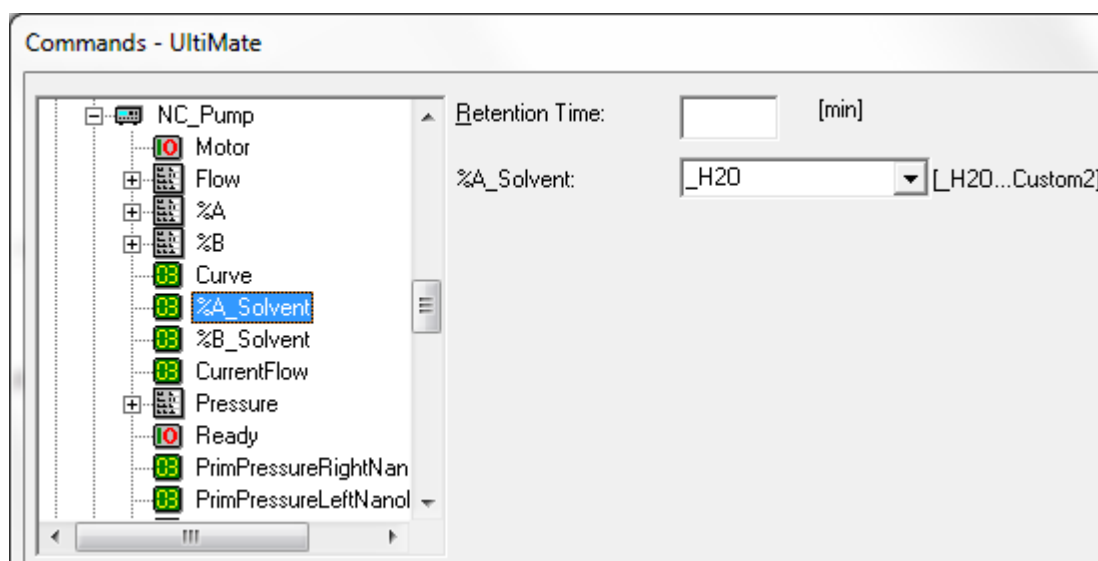 Commands - UltiMate
NC_Pump
Motor
Flow
%A
%B
Curve
%A_Solvent
%B_Solvent
CurrentFlow
Pressure
Ready
PrimPressureRightNan
PrimPressureLeftNanol
Retention Time: [min]
%A_Solvent: _H2O [_H2O...Custom2]